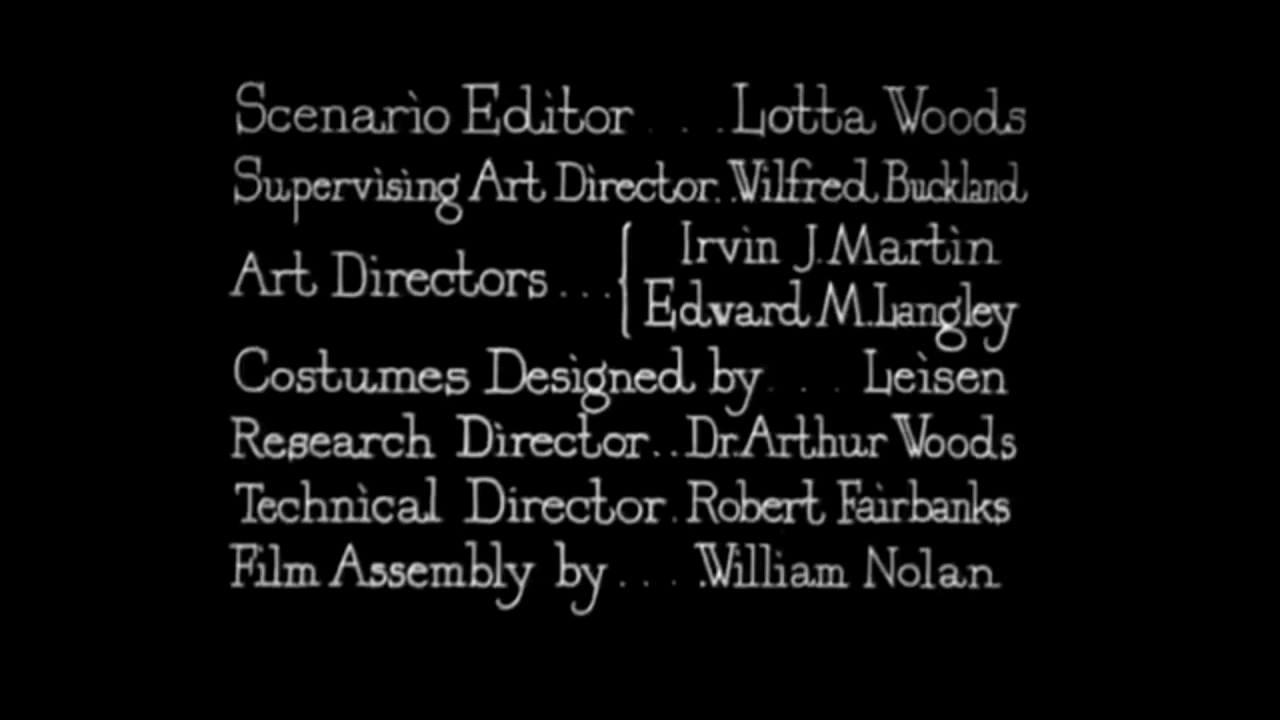 Scenario Editor . . . Lotta Woods
Supervising Art Director . . Wilfred Buckland
Art Directors . . . { Irvin J. Martin
Edward M. Langley
Costumes Designed by . . . Leisen
Research Director . . Dr. Arthur Woods
Technical Director . Robert Fairbanks
Film Assembly by . . . . William Nolan